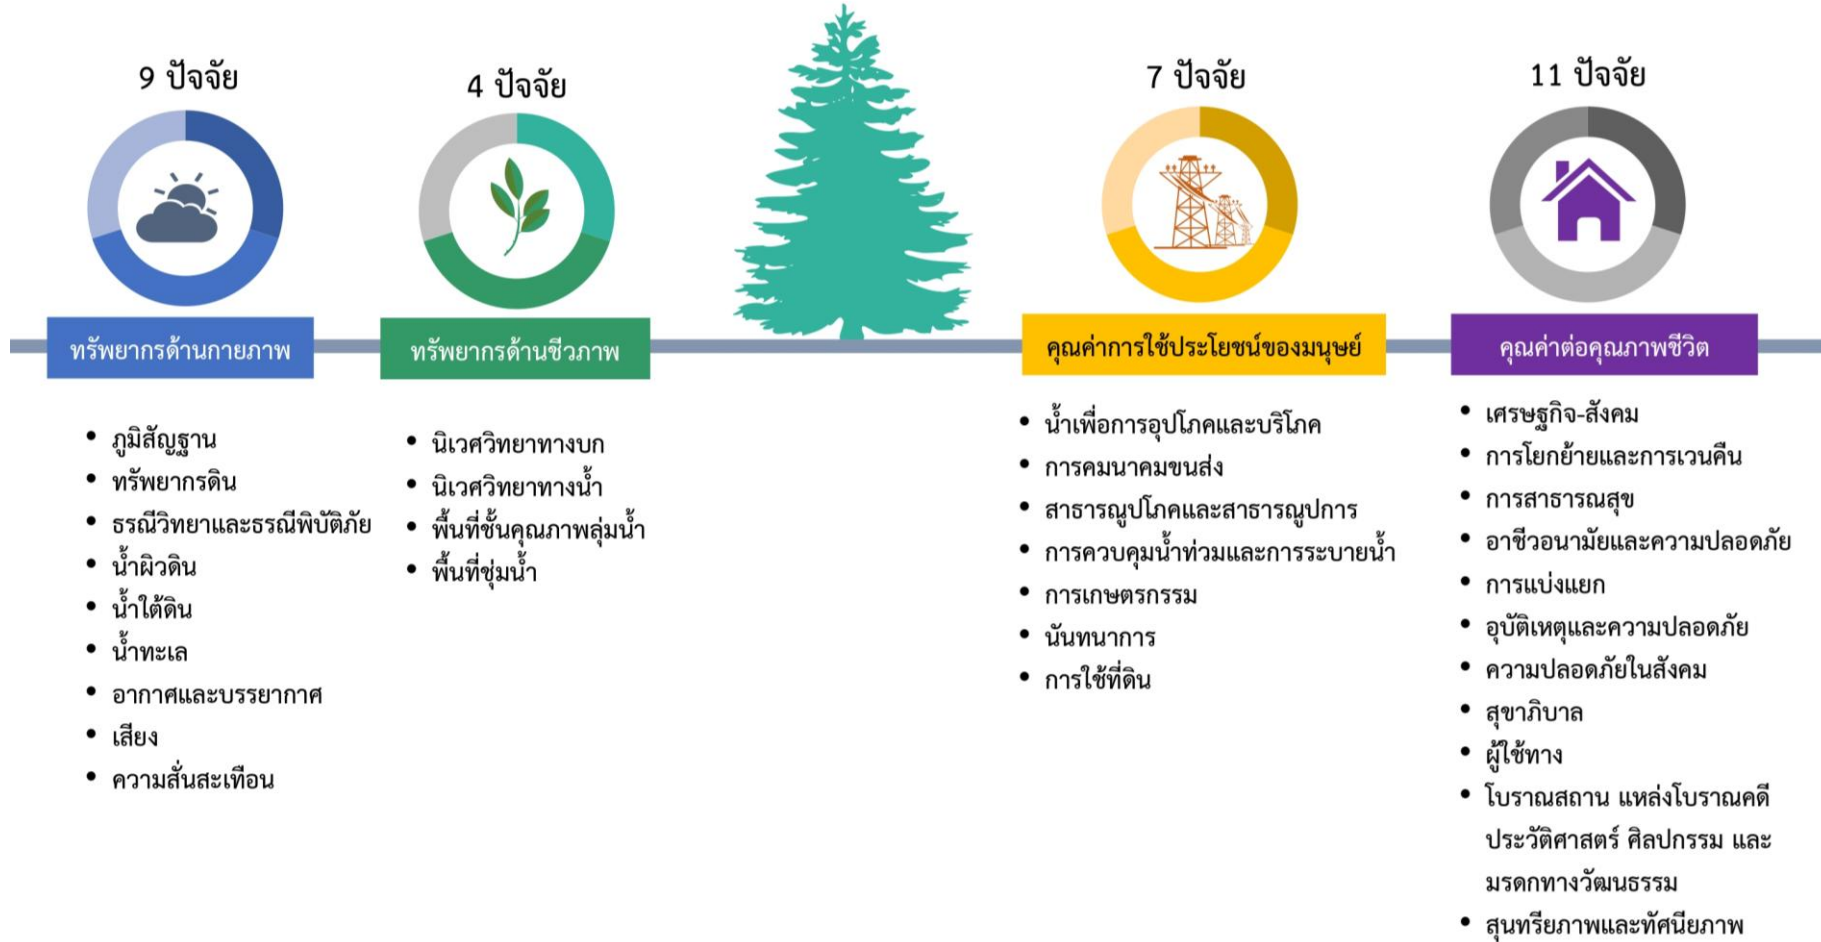 9 ปัจจัย
ทรัพยากรด้านกายภาพ
ภูมิสัญฐาน
ทรัพยากรดิน
ธรณีวิทยาและธรณีพิบัติภัย
น้ำผิวดิน
น้ำใต้ดิน
น้ำทะเล
อากาศและบรรยากาศ
เสียง
ความสั่นสะเทือน
4 ปัจจัย
ทรัพยากรด้านชีวภาพ
นิเวศวิทยาทางบก
นิเวศวิทยาทางน้ำ
พื้นที่ชั้นคุณภาพลุ่มน้ำ
พื้นที่ชุ่มน้ำ
7 ปัจจัย
คุณค่าการใช้ประโยชน์ของมนุษย์
น้ำเพื่อการอุปโภคและบริโภค
การคมนาคมขนส่ง
สาธารณูปโภคและสาธารณูปการ
การควบคุมน้ำท่วมและการระบายน้ำ
การเกษตรกรรม
นันทนาการ
การใช้ที่ดิน
11 ปัจจัย
คุณค่าต่อคุณภาพชีวิต
เศรษฐกิจ-สังคม
การโยกย้ายและการเวนคืน
การสาธารณสุข
อาชีวอนามัยและความปลอดภัย
การแบ่งแยก
อุบัติเหตุและความปลอดภัย
ความปลอดภัยในสังคม
สุขาภิบาล
ผู้ใช้ทาง
โบราณสถาน แหล่งโบราณคดี
ประวัติศาสตร์ ศิลปกรรม และ
มรดกทางวัฒนธรรม
สุนทรียภาพและทัศนียภาพ